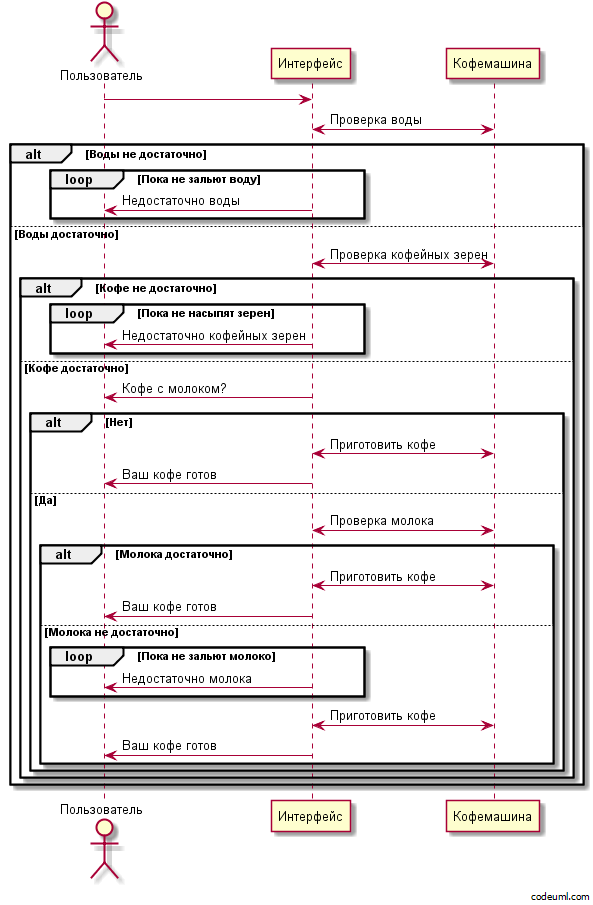 Пользователь
Интерфейс
Кофемашина
Проверка воды
alt [Воды не достаточно]
loop [Пока не зальют воду]
Недостаточно воды
[Воды достаточно]
Проверка кофейных зерен
alt [Кофе не достаточно]
loop [Пока не насыпят зерен]
Недостаточно кофейных зерен
[Кофе достаточно]
Кофе с молоком?
alt [Нет]
Приготовить кофе
Ваш кофе готов
[Да]
Проверка молока
alt [Молока достаточно]
Приготовить кофе
Ваш кофе готов
[Молока не достаточно]
loop [Пока не зальют молоко]
Недостаточно молока
Приготовить кофе
Ваш кофе готов
Пользователь
Интерфейс
Кофемашина
codeuml.com